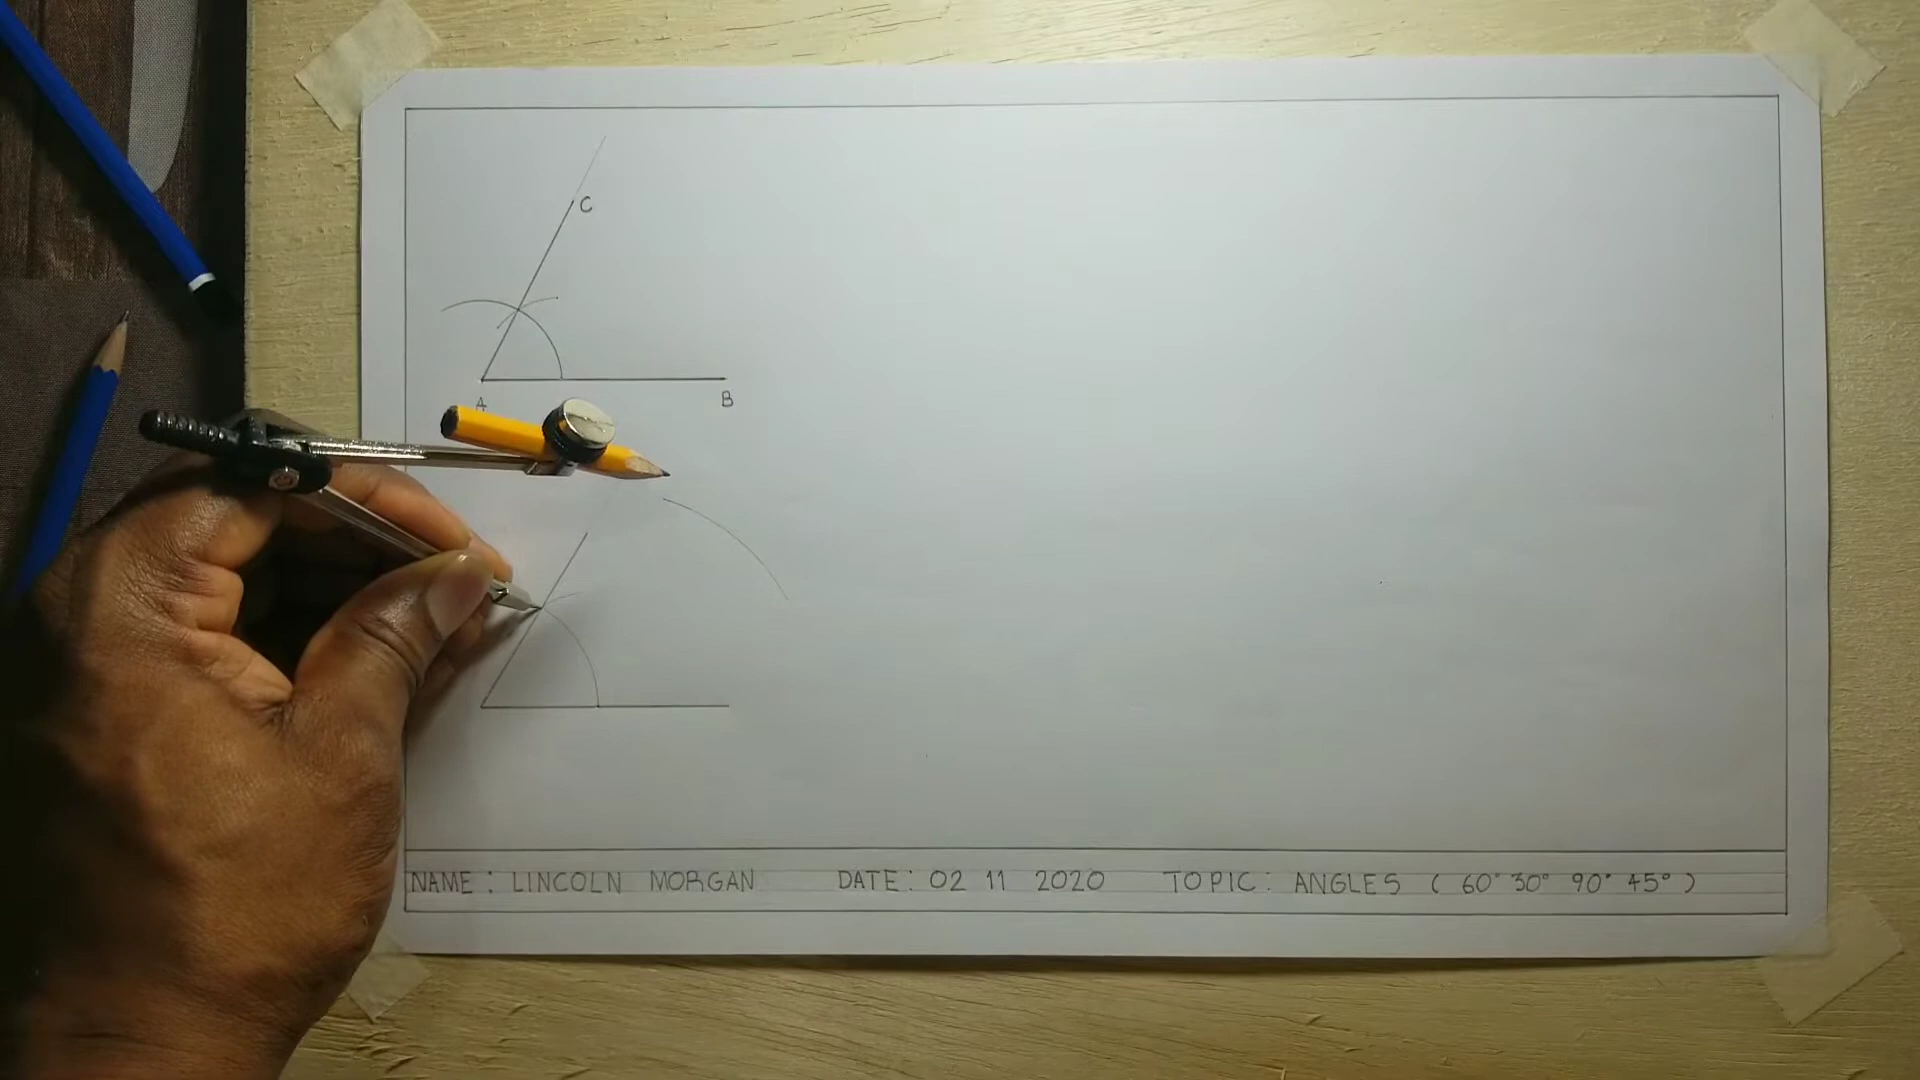 C
A B
NAME : LINCOLN MORGAN DATE : 02 11 2020 TOPIC : ANGLES ( 60° 30° 90° 45° )